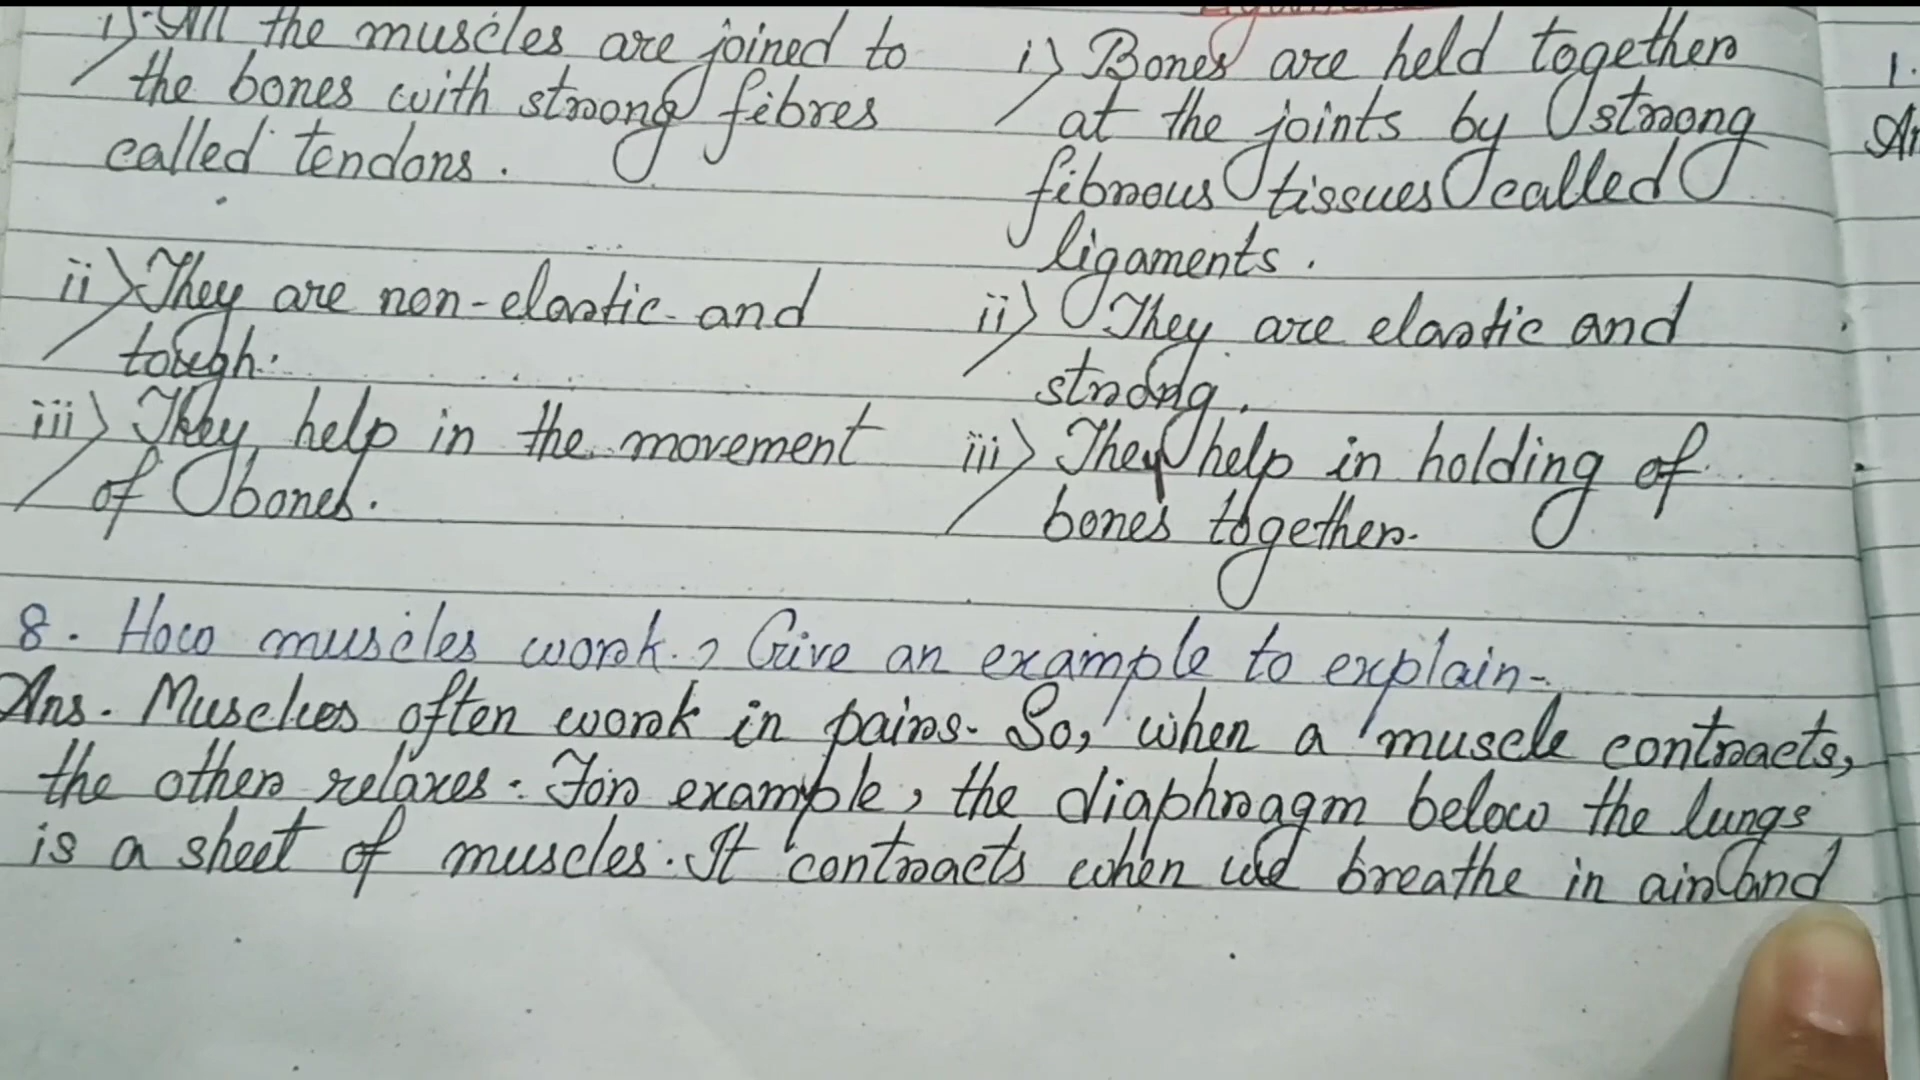 i) All the muscles are joined to
the bones with strong fibres
called tendons.
ii) They are non-elastic and
tough.
iii) They help in the movement
of bones.
i) Bones are held together
at the joints by strong
fibrous tissues called
ligaments.
ii) They are elastic and
strong.
iii) They help in holding of
bones together.
8. How muscles work? Give an example to explain.
Ans. Muscles often work in pairs. So, when a muscle contracts,
the other relaxes. For example, the diaphragm below the lungs
is a sheet of muscles. It contracts when we breathe in air and
1.